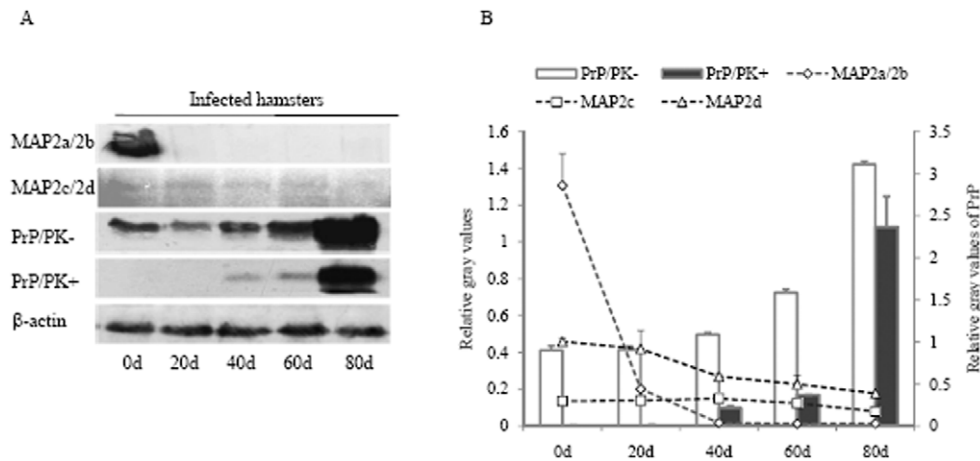 A
Infected hamsters
MAP2a/2b
MAP2c/2d
PrP/PK-
PrP/PK+
β-actin
0d 20d 40d 60d 80d
B
PrP/PK- PrP/PK+ MAP2a/2b
MAP2c MAP2d
Relative gray values
1.6
1.4
1.2
1
0.8
0.6
0.4
0.2
0
3.5
3
2.5
2
1.5
1
0.5
0
Relative gray values of PrP
0d 20d 40d 60d 80d